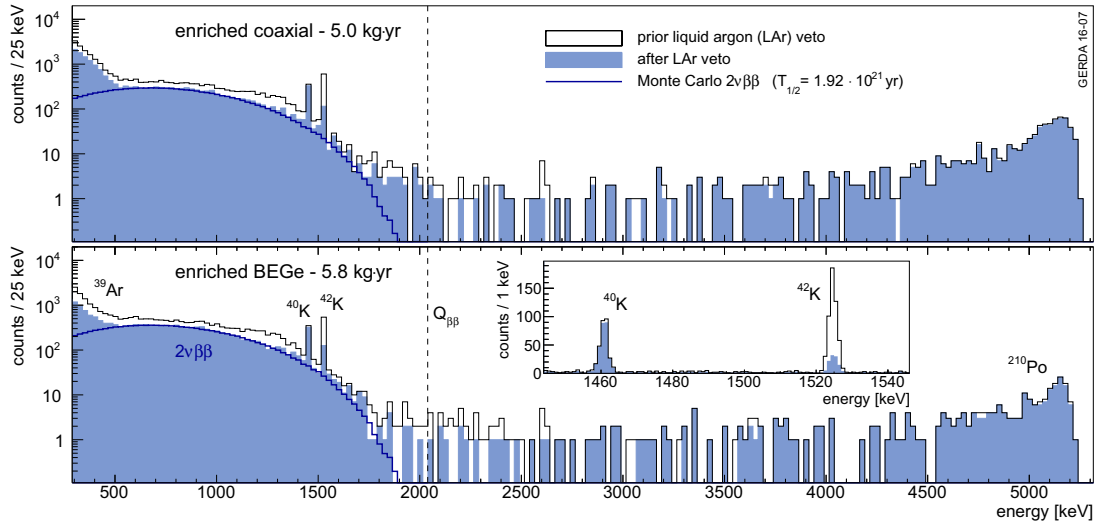 enriched coaxial - 5.0 kg·yr
prior liquid argon (LAr) veto
after LAr veto
Monte Carlo 2νββ (T1/2 = 1.92 · 10^21 yr)
GERDA 16-07
counts / 25 keV
10^4
10^3
10^2
10
1
enriched BEGe - 5.8 kg·yr
39Ar
40K
42K
Qββ
2νββ
210Po
counts / 25 keV
10^4
10^3
10^2
10
1
counts / 1 keV
150
100
50
0
40K
42K
1460
1480
1500
1520
1540
energy [keV]
500
1000
1500
2000
2500
3000
3500
4000
4500
5000
energy [keV]